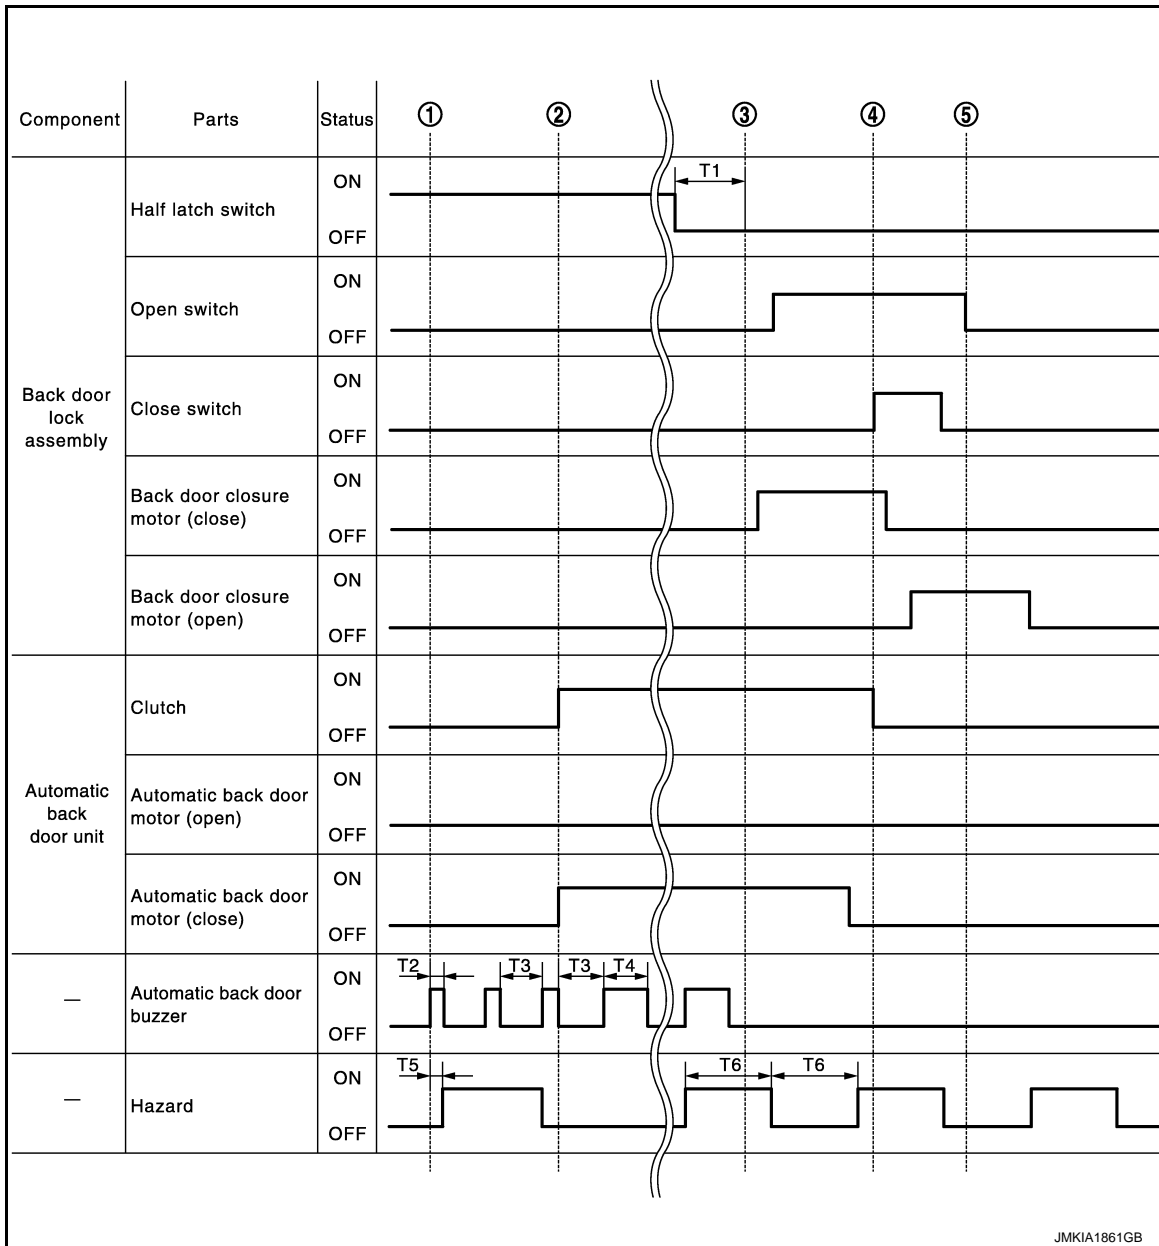 Component Parts Status ① ② ③ ④ ⑤
Back door
lock
assembly
Half latch switch
ON
OFF
T1
Open switch
ON
OFF
Close switch
ON
OFF
Back door closure
motor (close)
ON
OFF
Back door closure
motor (open)
ON
OFF
Automatic
back
door unit
Clutch
ON
OFF
Automatic back door
motor (open)
ON
OFF
Automatic back door
motor (close)
ON
OFF
—
Automatic back door
buzzer
ON
OFF
T2 T3 T3 T4
—
Hazard
ON
OFF
T5 T6 T6
JMKIA1861GB